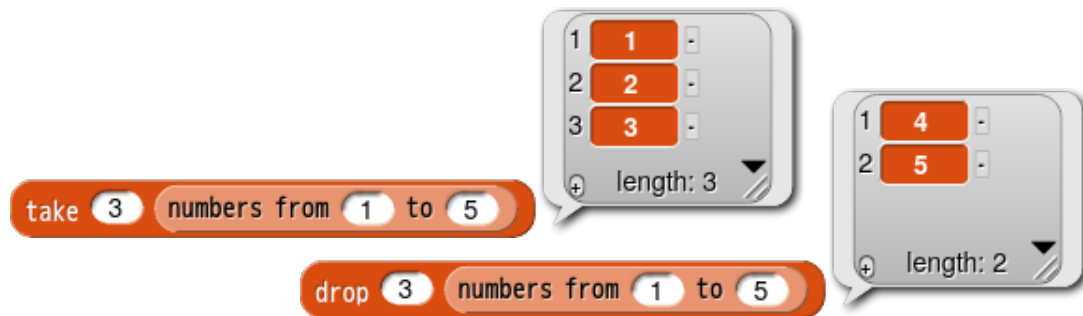 1 1 -
2 2 -
3 3 -
+ length: 3
take 3 numbers from 1 to 5
1 4 -
2 5 -
+ length: 2
drop 3 numbers from 1 to 5